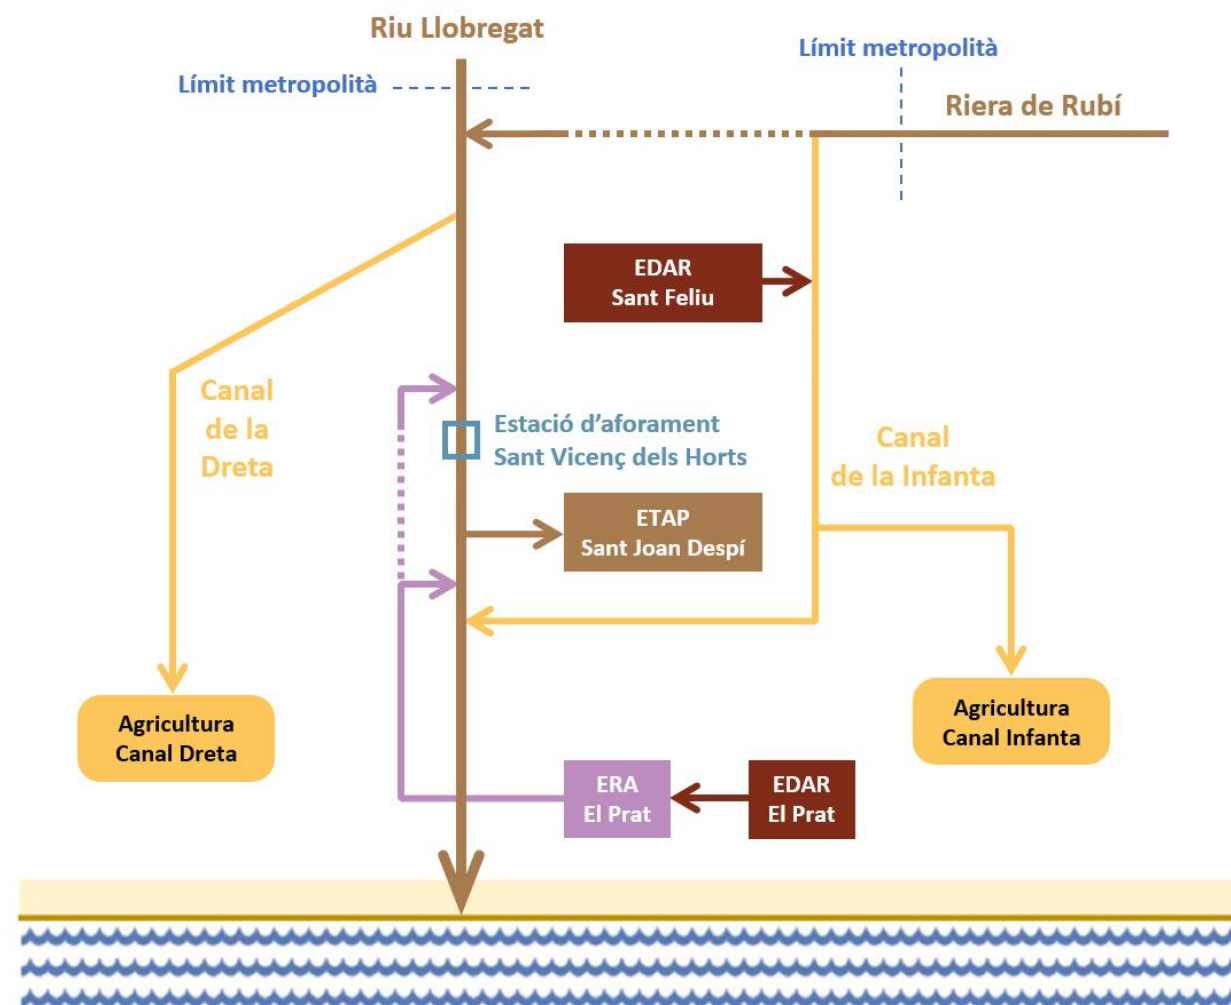 Riu Llobregat
Límit metropolità
Límit metropolità
Riera de Rubí
EDAR
Sant Feliu
Canal
de la
Dreta
Estació d'aforament
Sant Vicenç dels Horts
Canal
de la Infanta
ETAP
Sant Joan Despí
Agricultura
Canal Dreta
Agricultura
Canal Infanta
ERA
El Prat
EDAR
El Prat